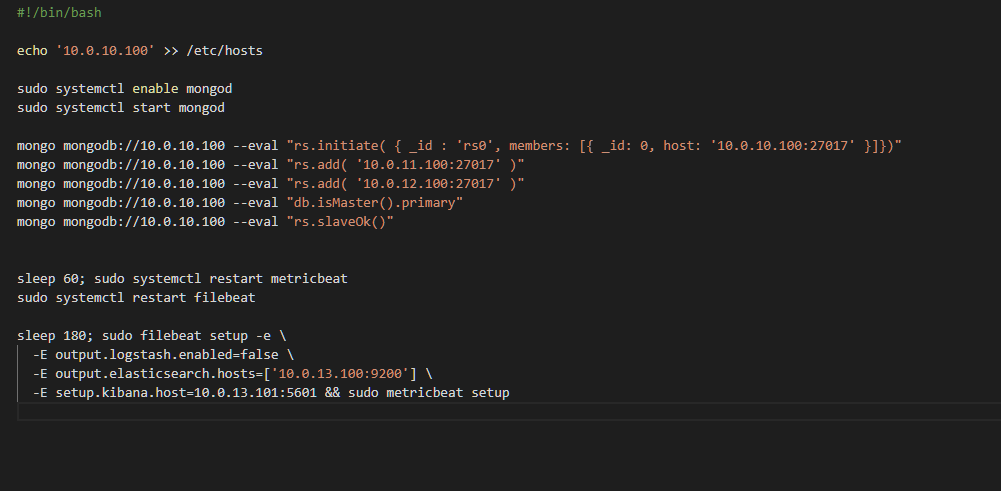 #!/bin/bash
echo '10.0.10.100' >> /etc/hosts
sudo systemctl enable mongod
sudo systemctl start mongod
mongo mongodb://10.0.10.100 --eval "rs.initiate( { _id : 'rs0', members: [{ _id: 0, host: '10.0.10.100:27017' }]})"
mongo mongodb://10.0.10.100 --eval "rs.add( '10.0.11.100:27017' )"
mongo mongodb://10.0.10.100 --eval "rs.add( '10.0.12.100:27017' )"
mongo mongodb://10.0.10.100 --eval "db.isMaster().primary"
mongo mongodb://10.0.10.100 --eval "rs.slaveOk()"
sleep 60; sudo systemctl restart metricbeat
sudo systemctl restart filebeat
sleep 180; sudo filebeat setup -e \
-E output.logstash.enabled=false \
-E output.elasticsearch.hosts=['10.0.13.100:9200'] \
-E setup.kibana.host=10.0.13.101:5601 && sudo metricbeat setup